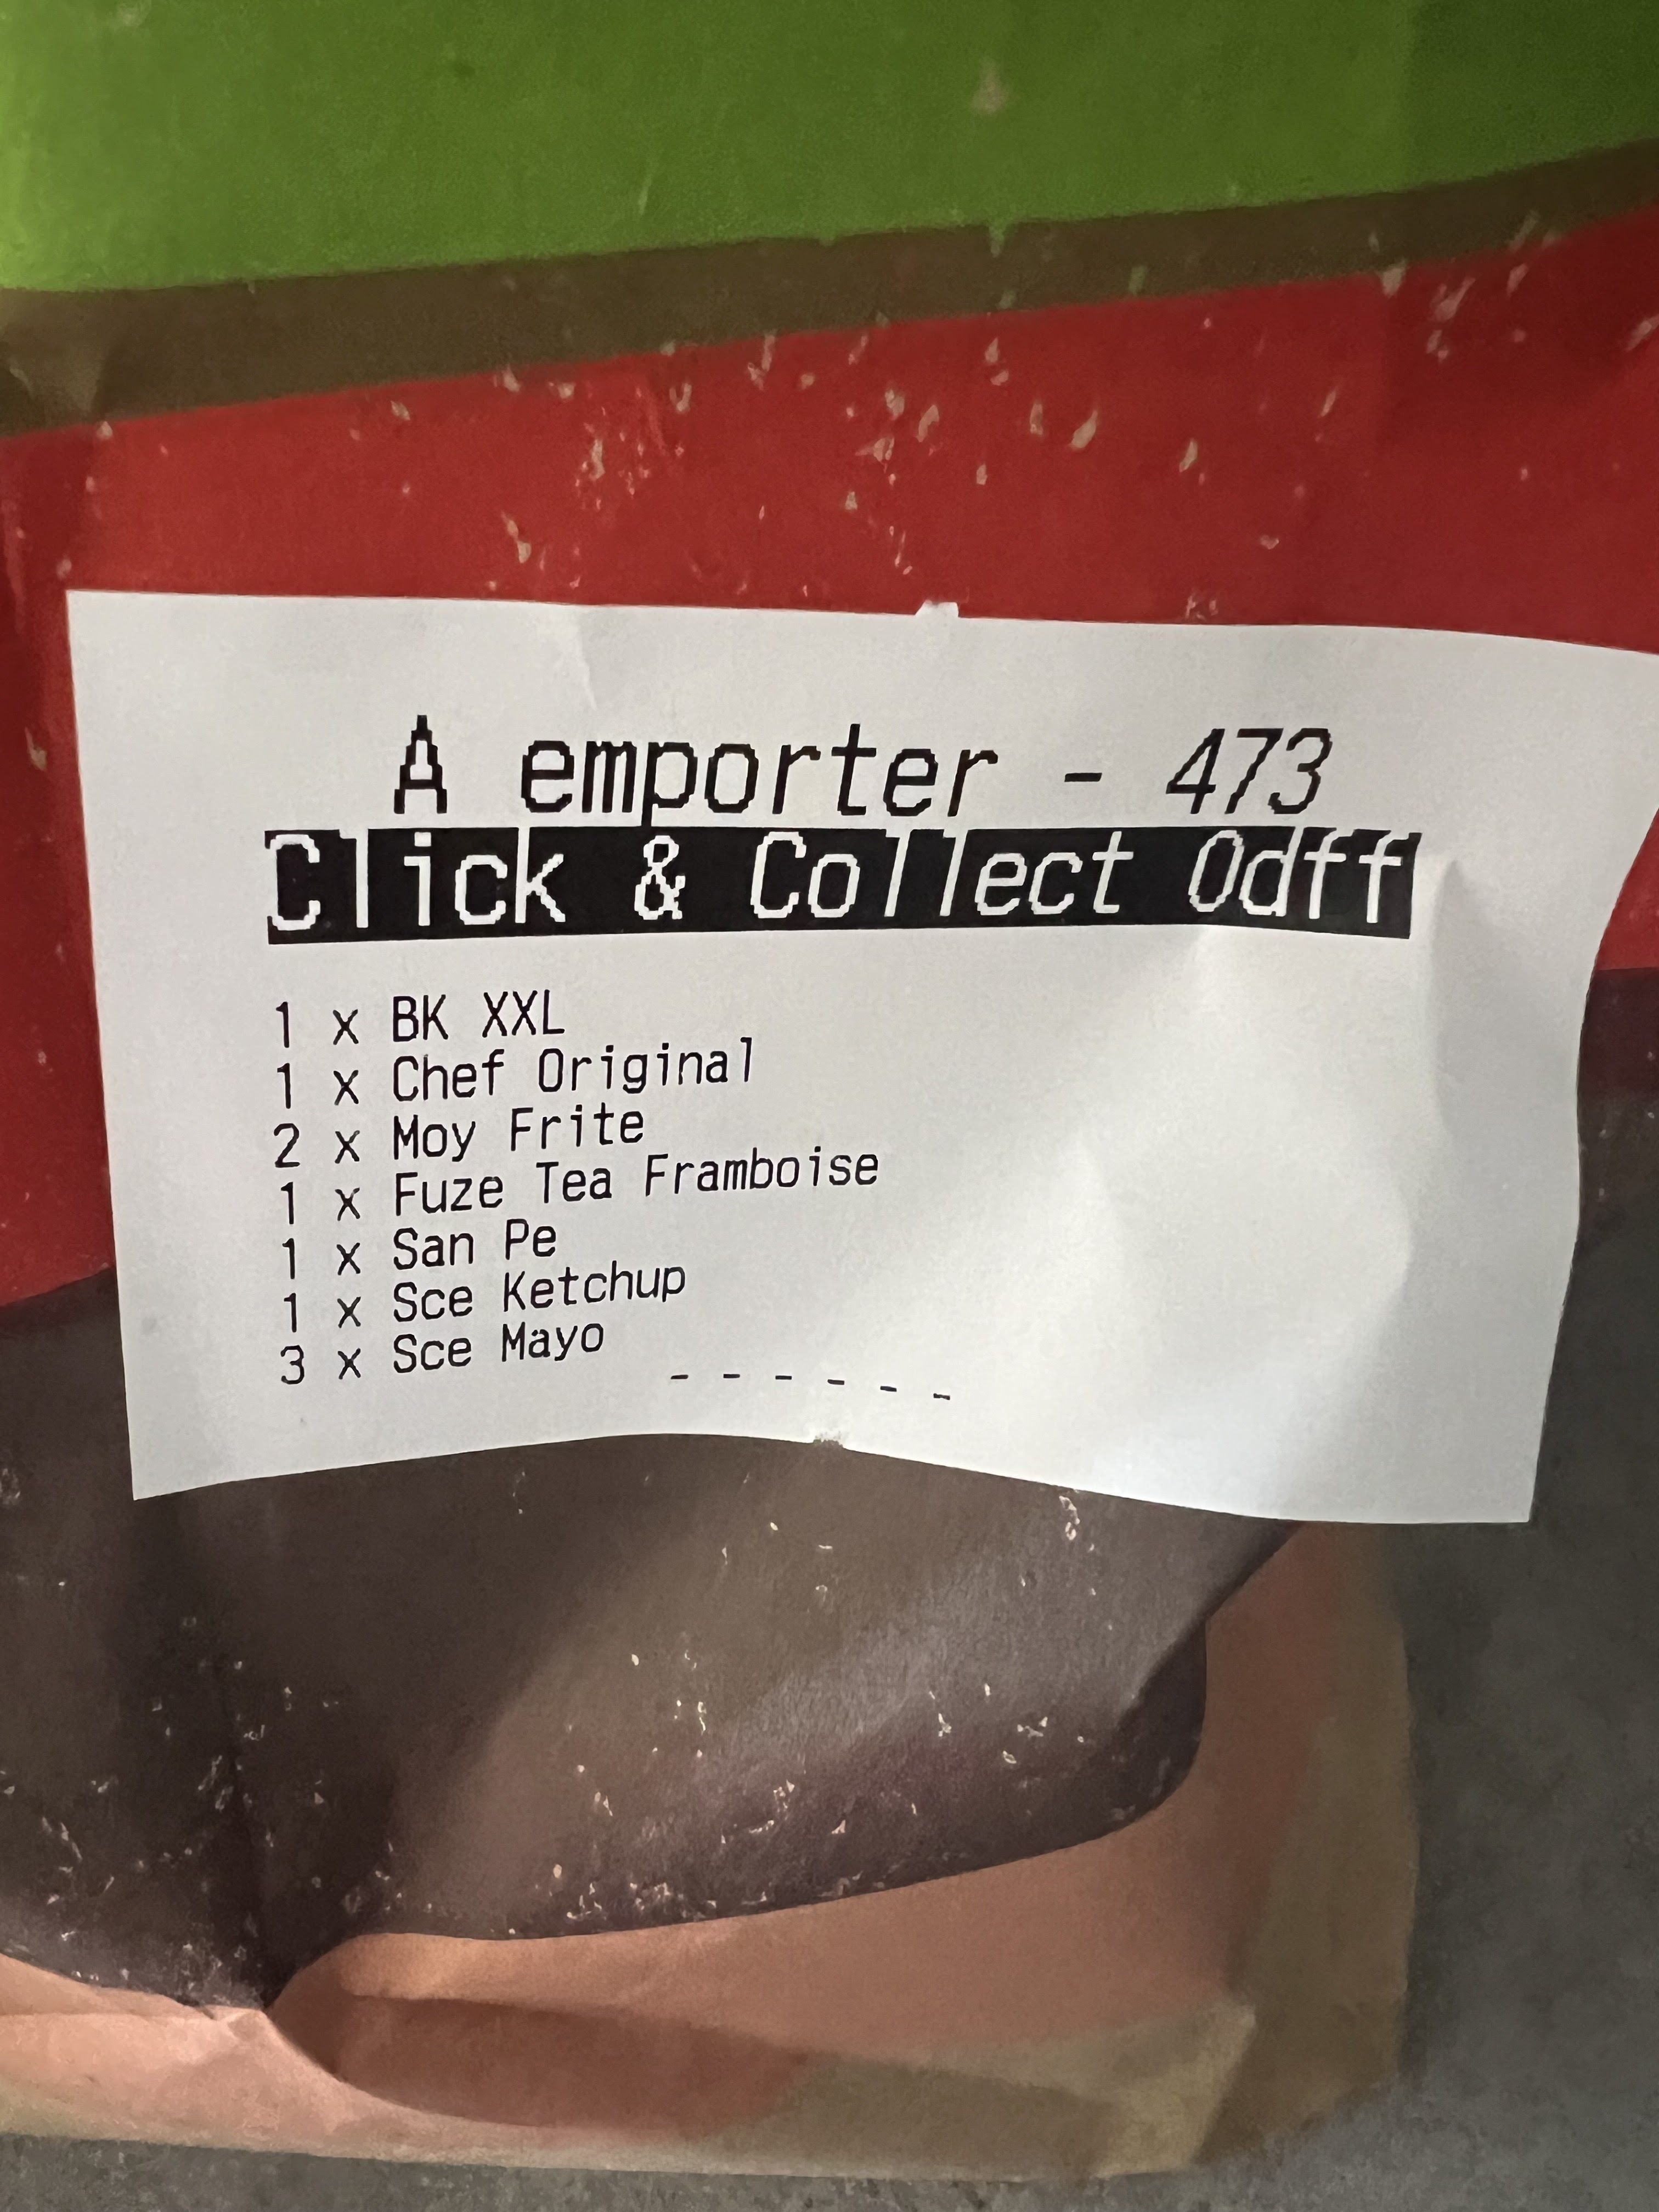 A emporter - 473
Click & Collect Odff
1 x BK XXL
1 x Chef Original
2 x Moy Frite
1 x Fuze Tea Framboise
1 x San Pe
1 x Sce Ketchup
3 x Sce Mayo
- - - - - -